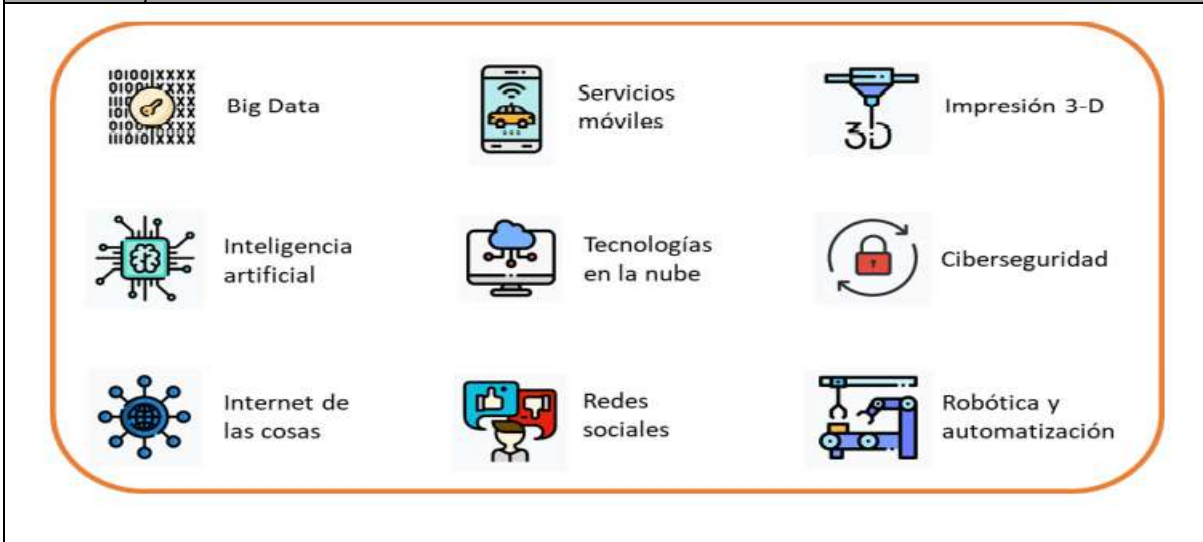 10100XXXX
Big Data
Servicios
móviles
3D
Impresión 3-D
Inteligencia
artificial
Tecnologías
en la nube
Ciberseguridad
Internet de
las cosas
Redes
sociales
Robótica y
automatización